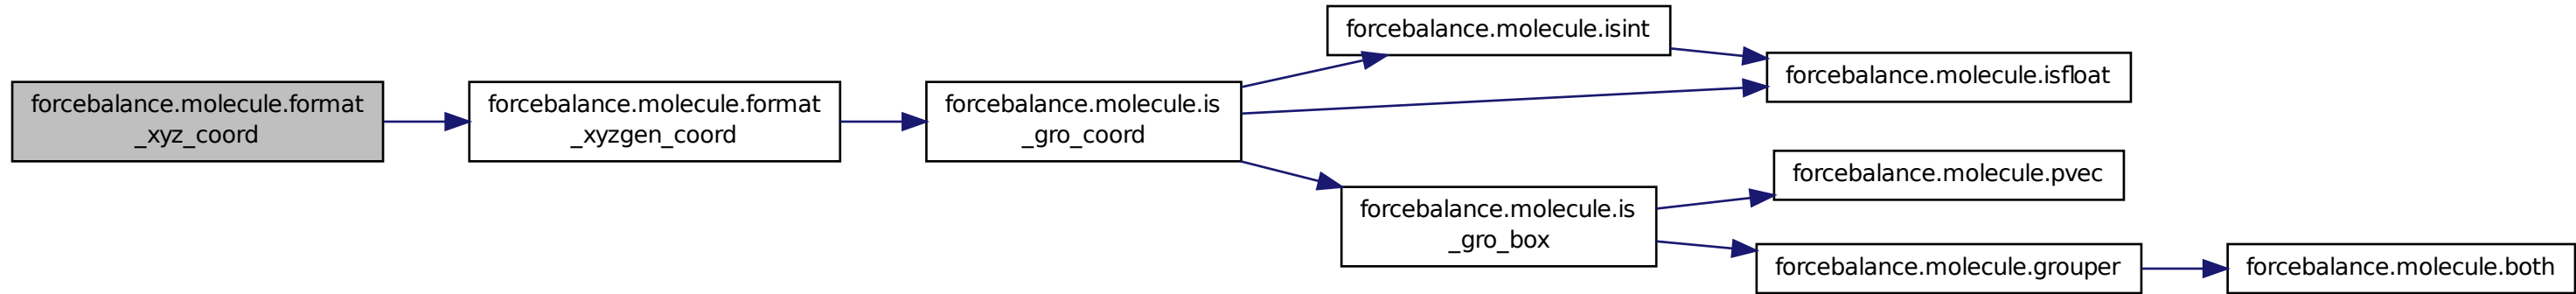 forcebalance.molecule.format
_xyz_coord
forcebalance.molecule.format
_xyzgen_coord
forcebalance.molecule.is
_gro_coord
forcebalance.molecule.isint
forcebalance.molecule.isfloat
forcebalance.molecule.is
_gro_box
forcebalance.molecule.pvec
forcebalance.molecule.grouper
forcebalance.molecule.both